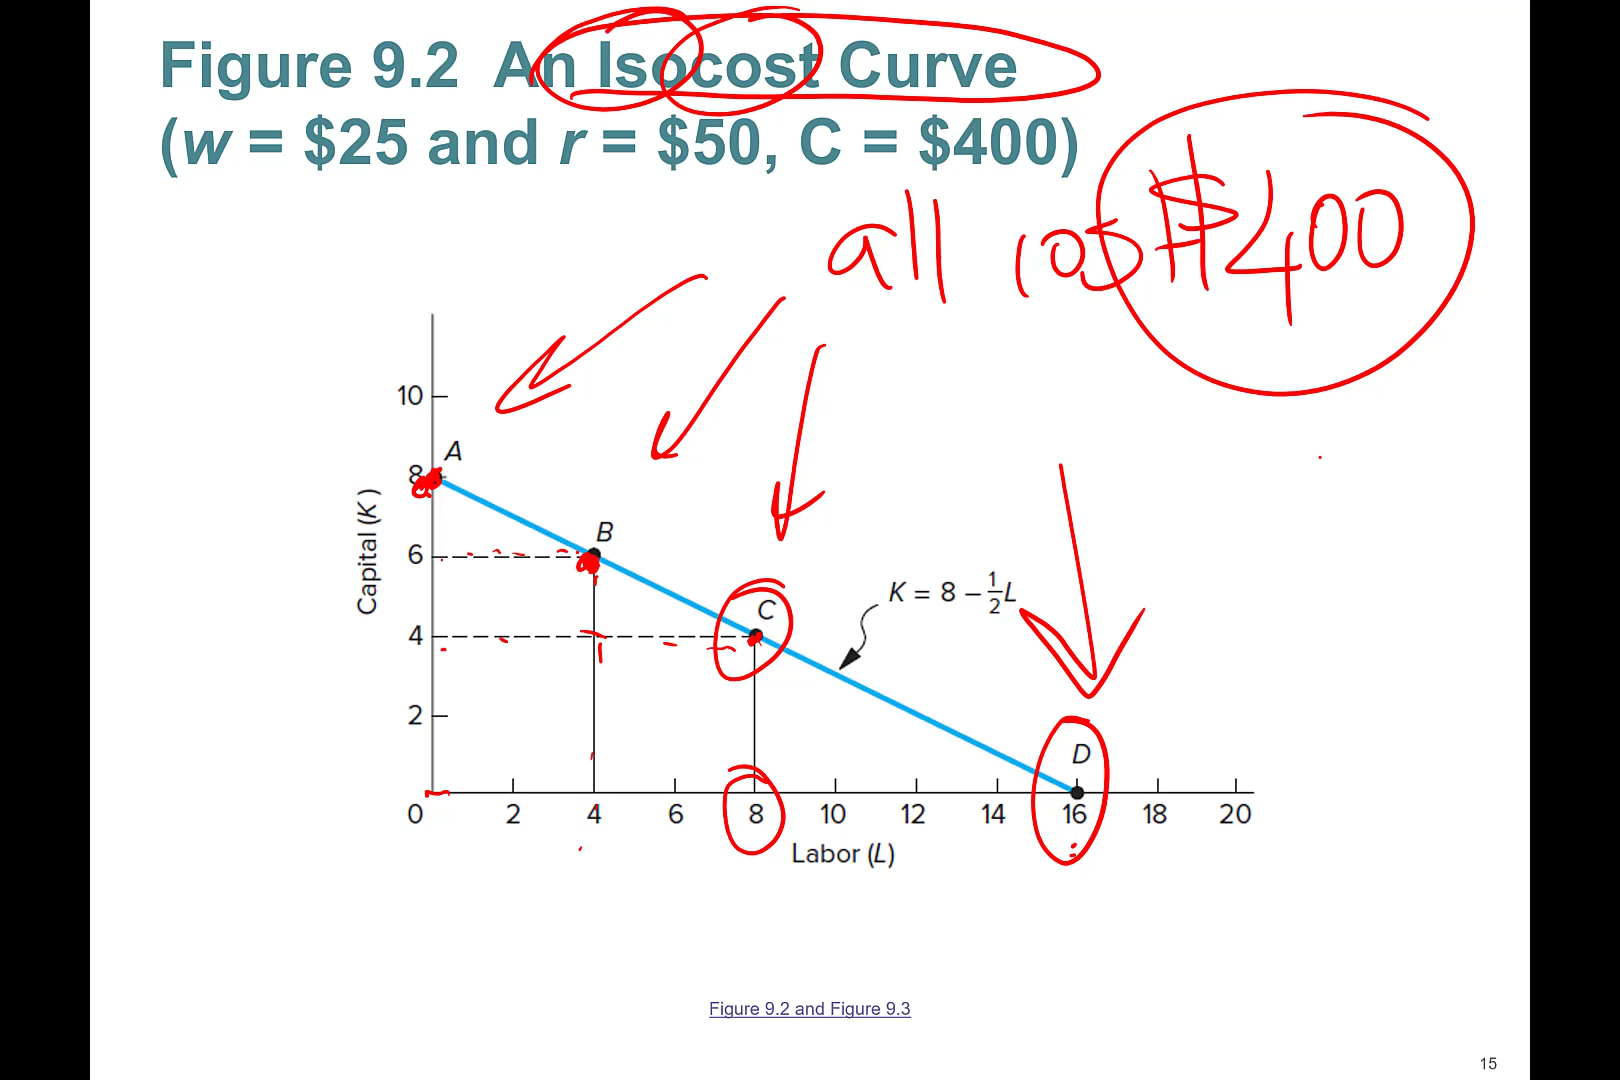 Figure 9.2 An Isocost Curve
(w = $25 and r = $50, C = $400)
all $400
10
A
8
B
6
C
K = 8 – 1/2 L
4
2
D
Capital (K)
0 2 4 6 8 10 12 14 16 18 20
Labor (L)
Figure 9.2 and Figure 9.3
15